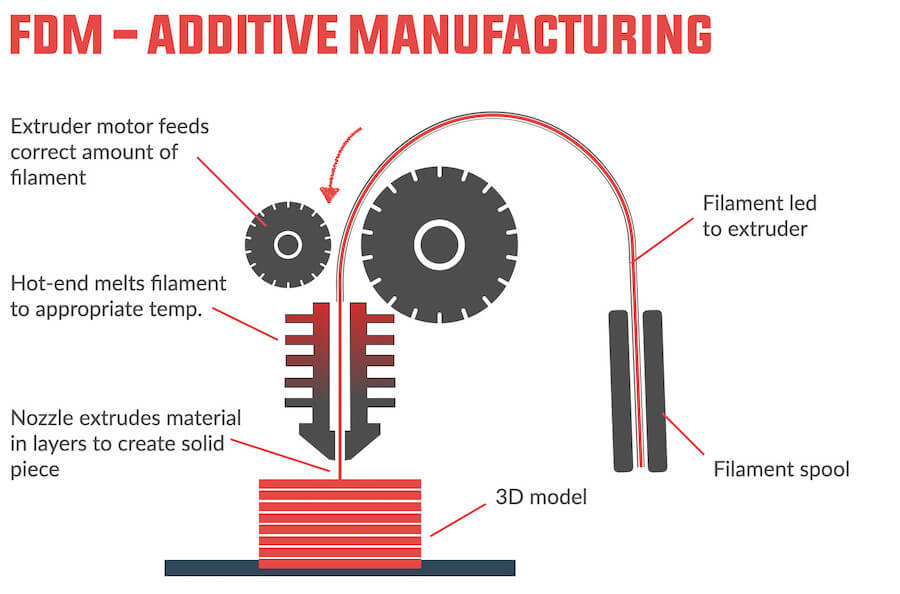 FDM – ADDITIVE MANUFACTURING
Extruder motor feeds
correct amount of
filament
Filament led
to extruder
Hot-end melts filament
to appropriate temp.
Nozzle extrudes material
in layers to create solid
piece
Filament spool
3D model